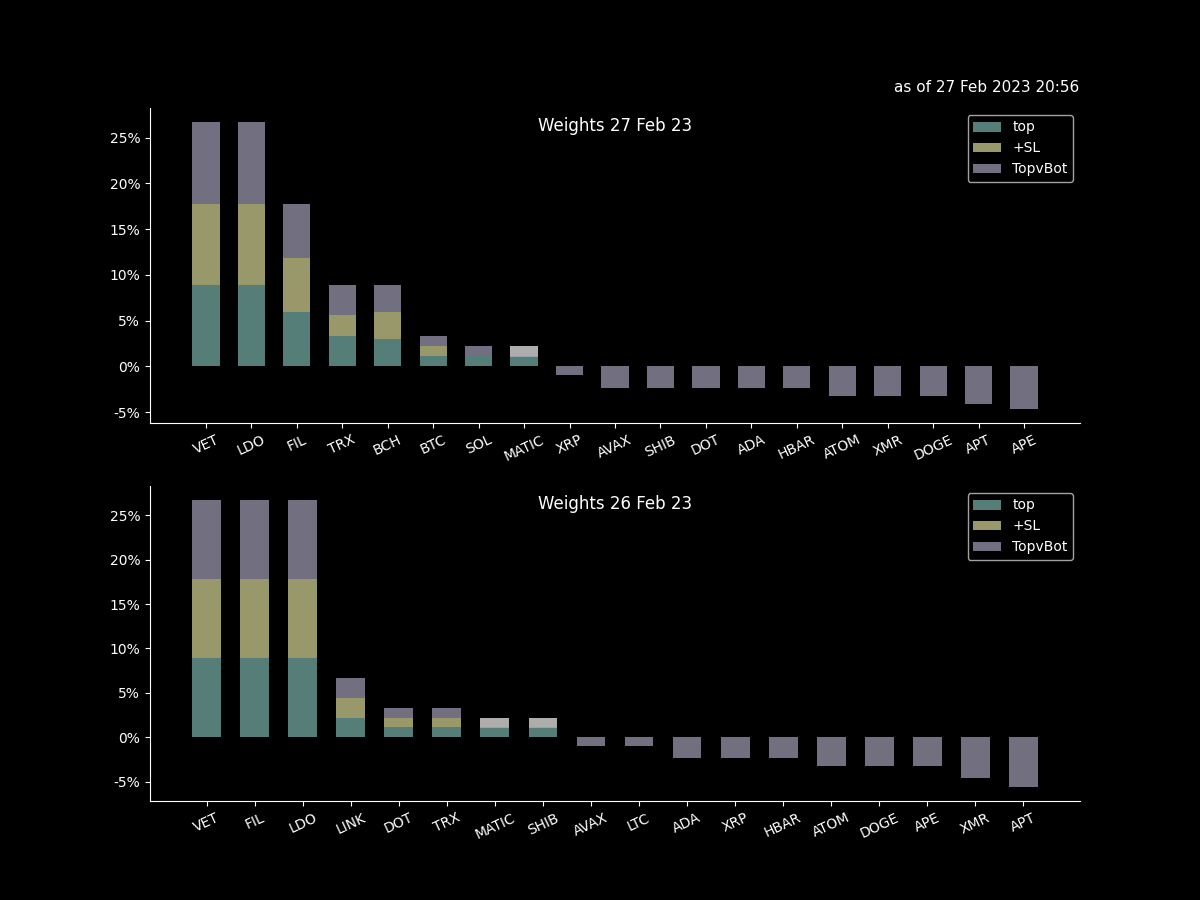 as of 27 Feb 2023 20:56
Weights 27 Feb 23
top
+SL
TopvBot
25%
20%
15%
10%
5%
0%
-5%
VET LDO FIL TRX BCH BTC SOL MATIC XRP AVAX SHIB DOT ADA HBAR ATOM XMR DOGE APT APE
Weights 26 Feb 23
top
+SL
TopvBot
25%
20%
15%
10%
5%
0%
-5%
VET FIL LDO LINK DOT TRX MATIC SHIB AVAX LTC ADA XRP HBAR ATOM DOGE APE XMR APT